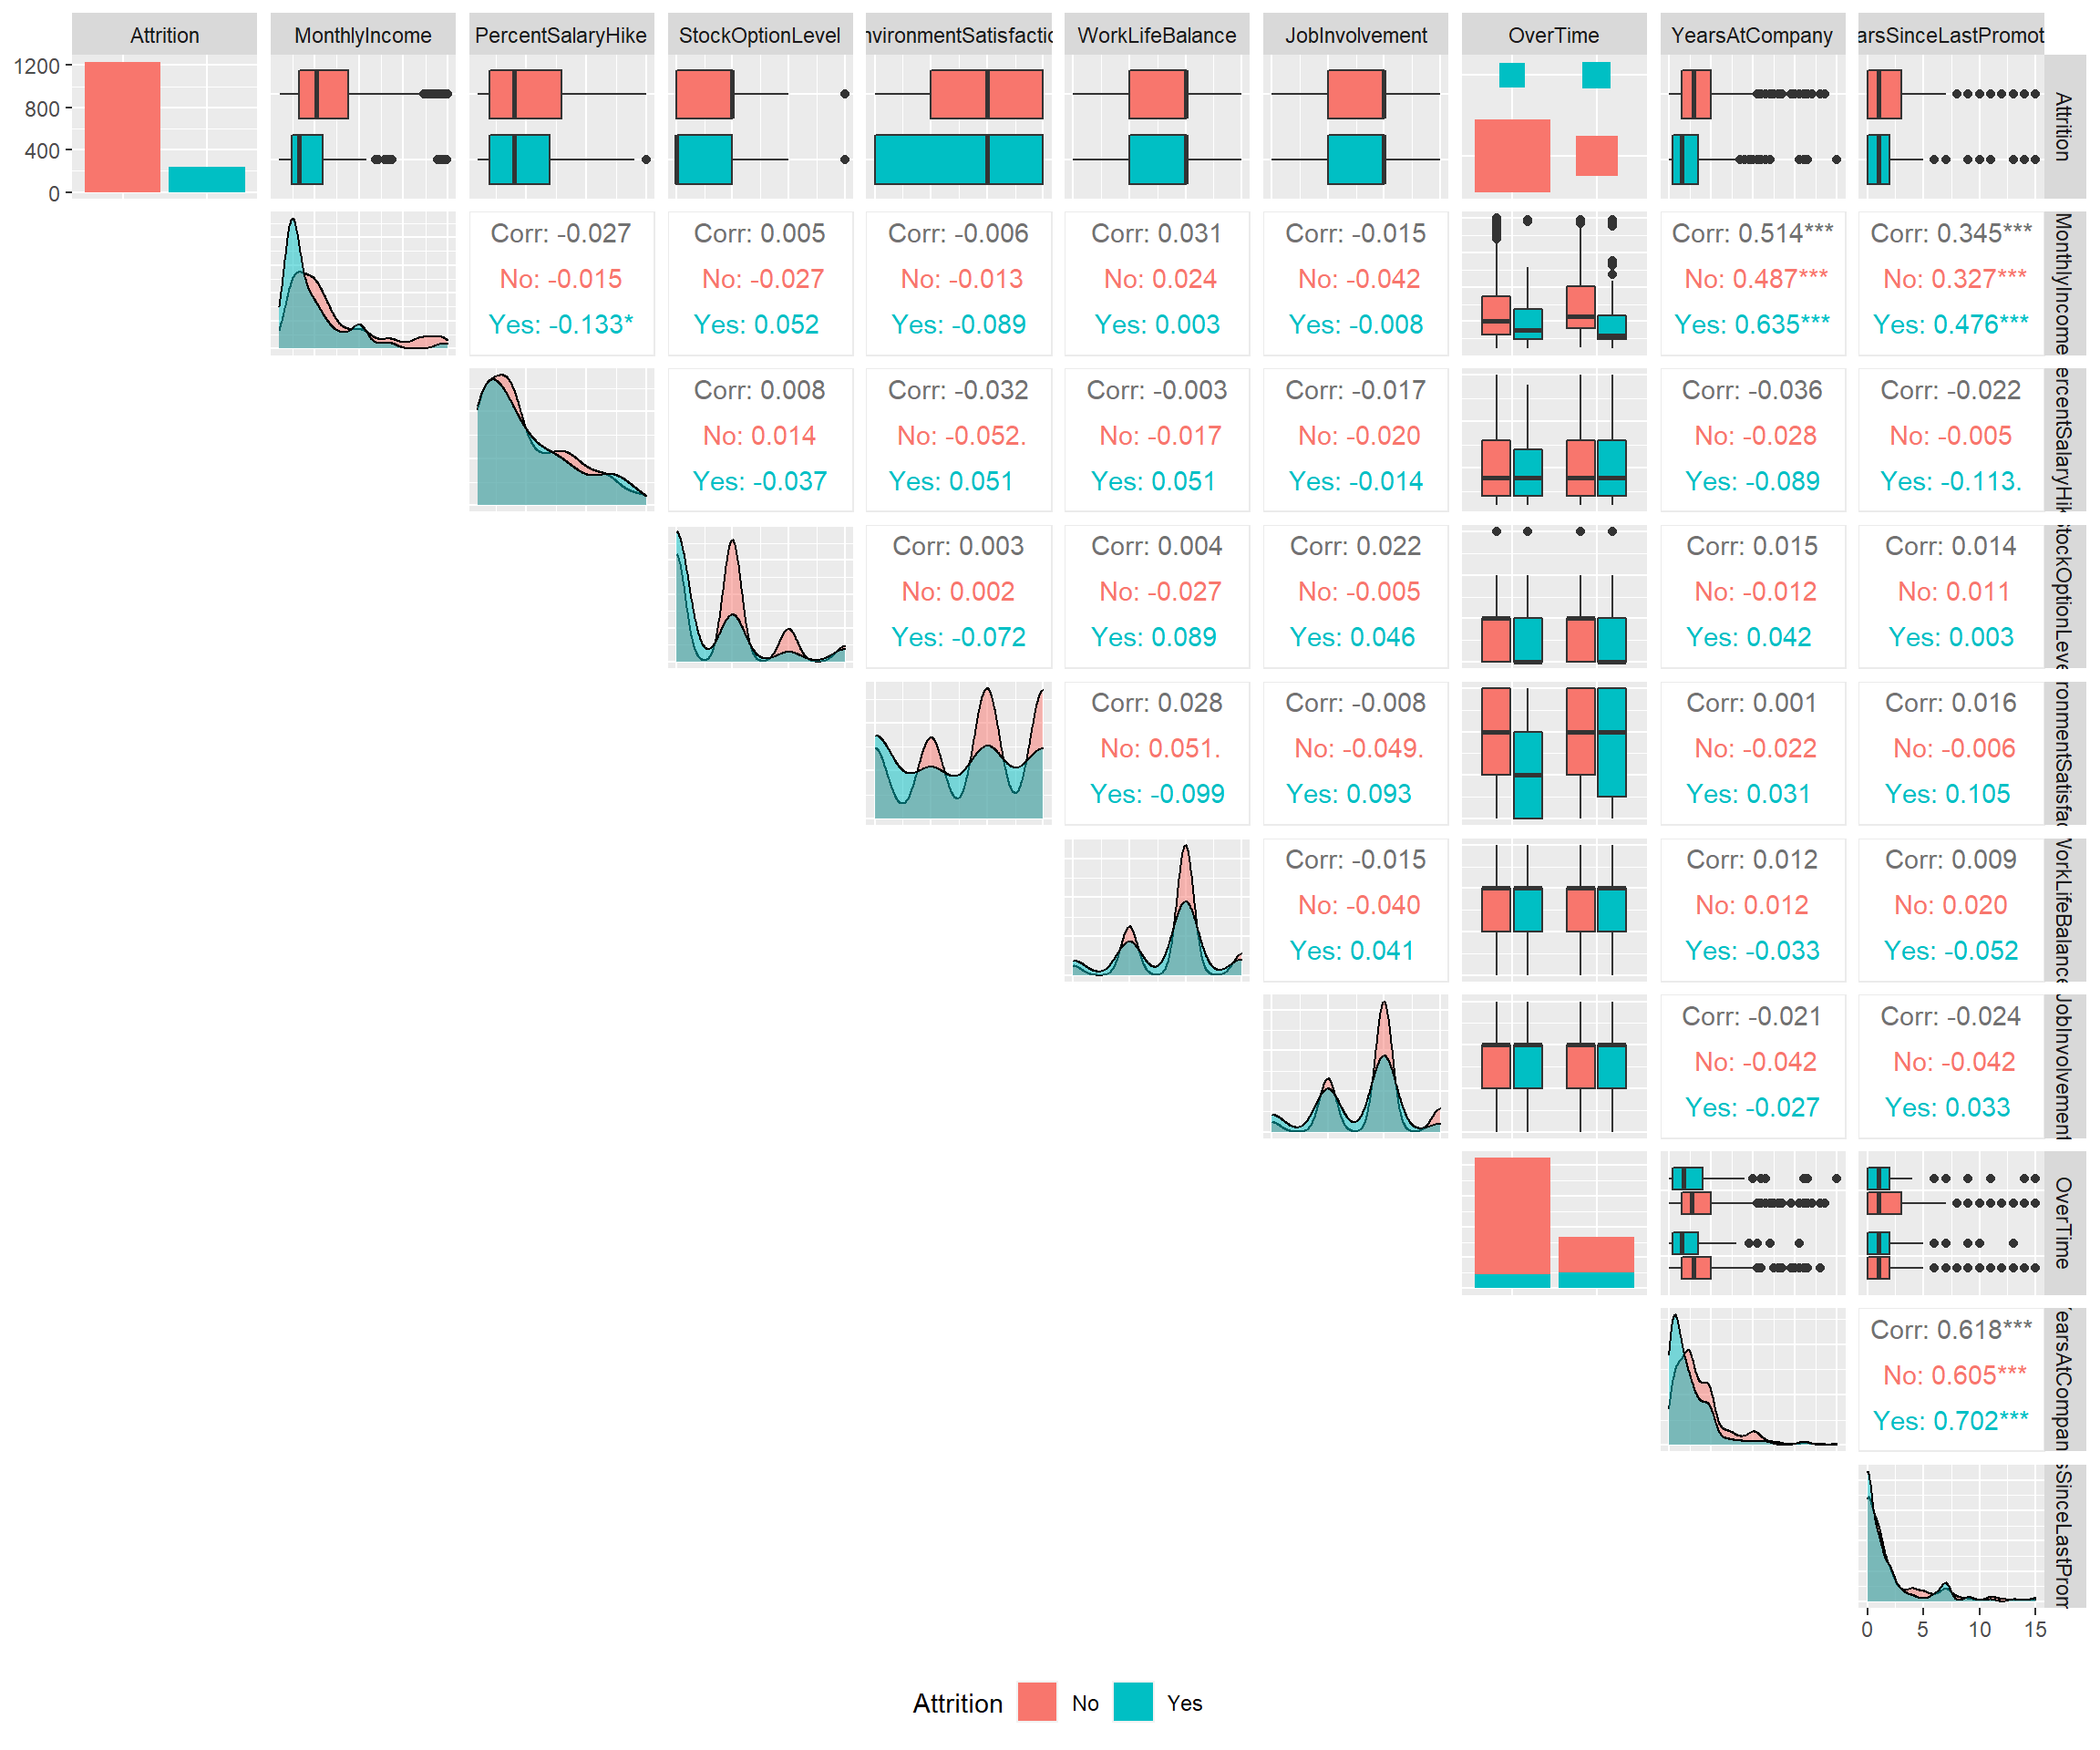 Attrition MonthlyIncome PercentSalaryHike StockOptionLevel nvironmentSatisfactic WorkLifeBalance JobInvolvement OverTime YearsAtCompany arsSinceLastPromot
1200
800
400
0
Attrition
Corr: -0.027 Corr: 0.005 Corr: -0.006 Corr: 0.031 Corr: -0.015 Corr: 0.514*** Corr: 0.345***
No: -0.015 No: -0.027 No: -0.013 No: 0.024 No: -0.042 No: 0.487*** No: 0.327***
Yes: -0.133* Yes: 0.052 Yes: -0.089 Yes: 0.003 Yes: -0.008 Yes: 0.635*** Yes: 0.476***
MonthlyIncome
Corr: 0.008 Corr: -0.032 Corr: -0.003 Corr: -0.017 Corr: -0.036 Corr: -0.022
No: 0.014 No: -0.052. No: -0.017 No: -0.020 No: -0.028 No: -0.005
Yes: -0.037 Yes: 0.051 Yes: 0.051 Yes: -0.014 Yes: -0.089 Yes: -0.113.
ercentSalaryHik
Corr: 0.003 Corr: 0.004 Corr: 0.022 Corr: 0.015 Corr: 0.014
No: 0.002 No: -0.027 No: -0.005 No: -0.012 No: 0.011
Yes: -0.072 Yes: 0.089 Yes: 0.046 Yes: 0.042 Yes: 0.003
StockOptionLeve
Corr: 0.028 Corr: -0.008 Corr: 0.001 Corr: 0.016
No: 0.051. No: -0.049. No: -0.022 No: -0.006
Yes: -0.099 Yes: 0.093 Yes: 0.031 Yes: 0.105
ronmentSatisfac
Corr: -0.015 Corr: 0.012 Corr: 0.009
No: -0.040 No: 0.012 No: 0.020
Yes: 0.041 Yes: -0.033 Yes: -0.052
WorkLifeBalance
Corr: -0.021 Corr: -0.024
No: -0.042 No: -0.042
Yes: -0.027 Yes: 0.033
JobInvolvement
OverTime
Corr: 0.618***
No: 0.605***
Yes: 0.702***
earsAtCompan
sSinceLastProm
0 5 10 15
Attrition No Yes